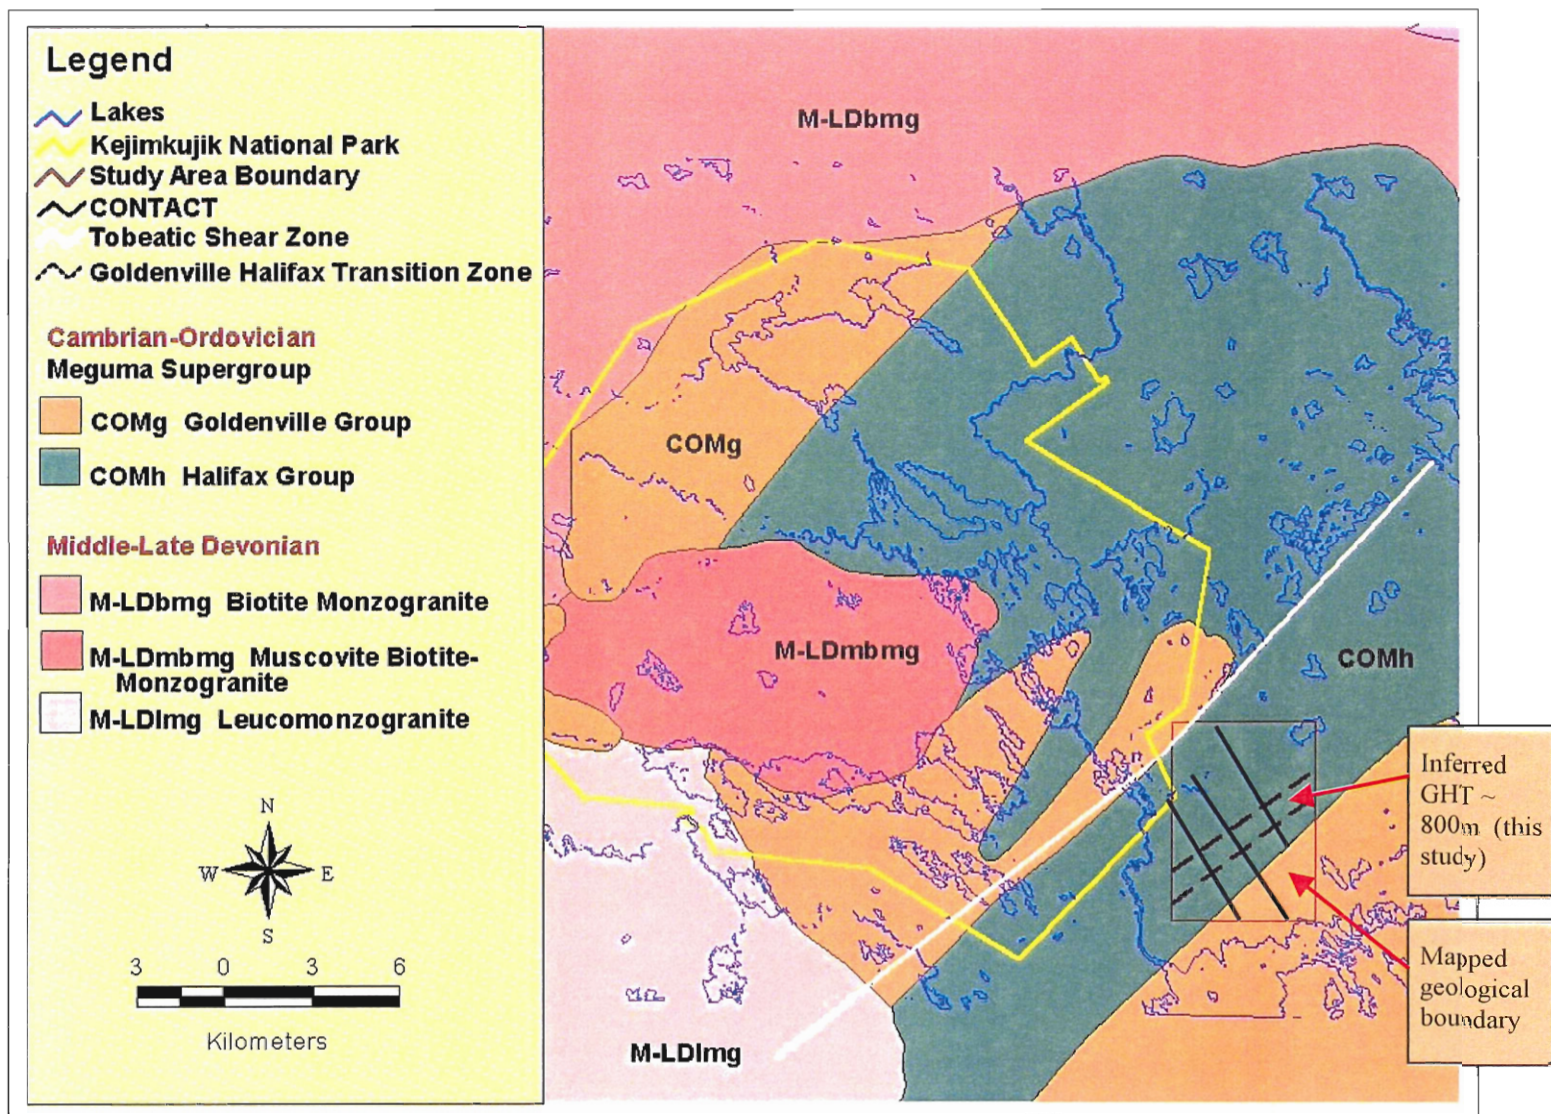 Legend
Lakes
Kejimkujik National Park
Study Area Boundary
CONTACT
Tobeatic Shear Zone
Goldenville Halifax Transition Zone
Cambrian-Ordovician
Meguma Supergroup
COMg Goldenville Group
COMh Halifax Group
Middle-Late Devonian
M-LDbmg Biotite Monzogranite
M-LDmbmg Muscovite Biotite-
Monzogranite
M-LDlmg Leucomonzogranite
N
W E
S
3 0 3 6
Kilometers
M-LDbmg
COMg
M-LDmbmg
COMh
M-LDlmg
Inferred
GHT ~
800m (this
study)
Mapped
geological
boundary